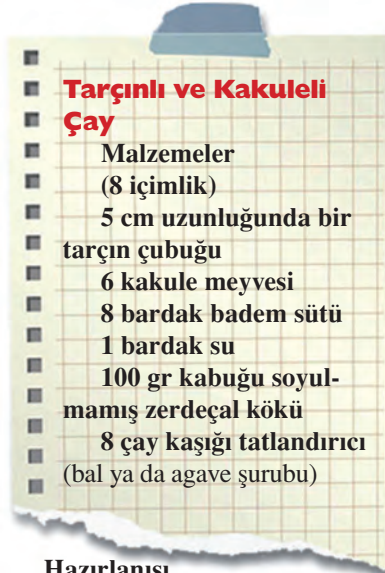 Tarçınlı ve Kakuleli
Çay
Malzemeler
(8 içimlik)
5 cm uzunluğunda bir
tarçın çubuğu
6 kakule meyvesi
8 bardak badem sütü
1 bardak su
100 gr kabuğu soyul-
mamış zerdeçal kökü
8 çay kaşığı tatlandırıcı
(bal ya da agave şurubu)
Hazırlanışı